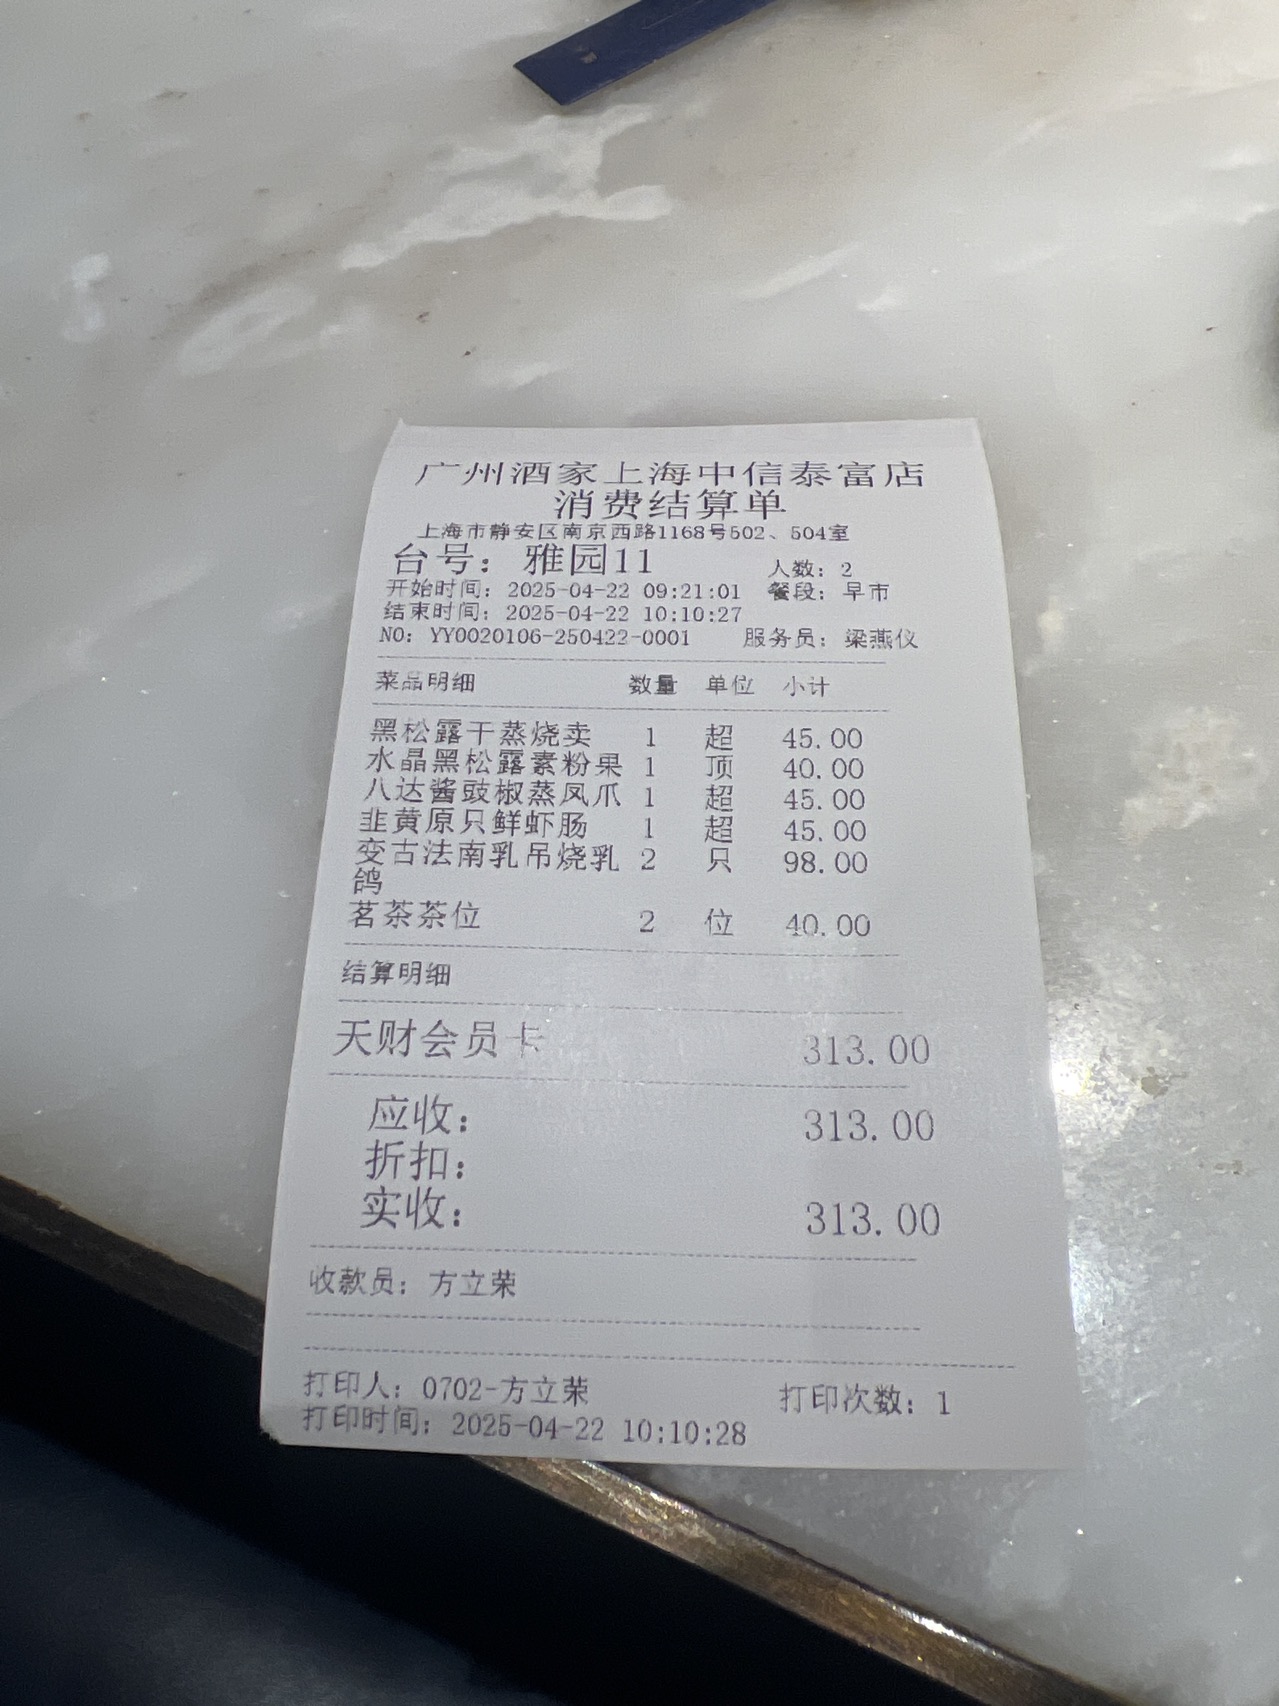 广州酒家上海中信泰富店
消费结算单
上海市静安区南京西路1168号502、504室
台号：雅园11 人数：2
开始时间：2025-04-22 09:21:01 餐段：早市
结束时间：2025-04-22 10:10:27
NO: YY0020106-250422-0001 服务员：梁燕仪
菜品明细 数量 单位 小计
黑松露干蒸烧卖 1 超 45.00
水晶黑松露素粉果 1 顶 40.00
八达酱豉椒蒸凤爪 1 超 45.00
韭黄原只鲜虾肠 1 超 45.00
变古法南乳吊烧乳 2 只 98.00
鸽
茗茶茶位 2 位 40.00
结算明细
天财会员卡 313.00
应收： 313.00
折扣：
实收： 313.00
收款员：方立荣
打印人：0702-方立荣 打印次数：1
打印时间：2025-04-22 10:10:28